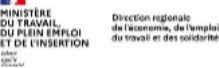 MINISTÈRE
DU TRAVAIL,
DU PLEIN EMPLOI
ET DE L'INSERTION
Direction régionale
de l'économie, de l'emploi
du travail et des solidarité